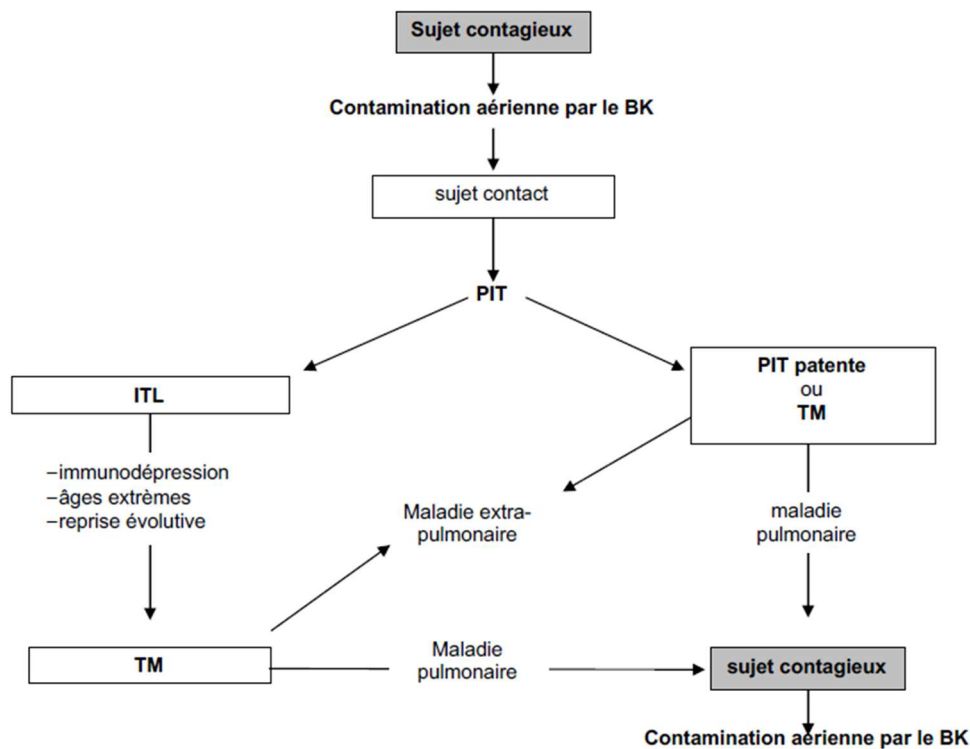 Sujet contagieux
Contamination aérienne par le BK
sujet contact
PIT
ITL
PIT patente
ou
TM
–immunodépression
–âges extrêmes
–reprise évolutive
Maladie extra-
pulmonaire
maladie
pulmonaire
TM
Maladie
pulmonaire
sujet contagieux
Contamination aérienne par le BK